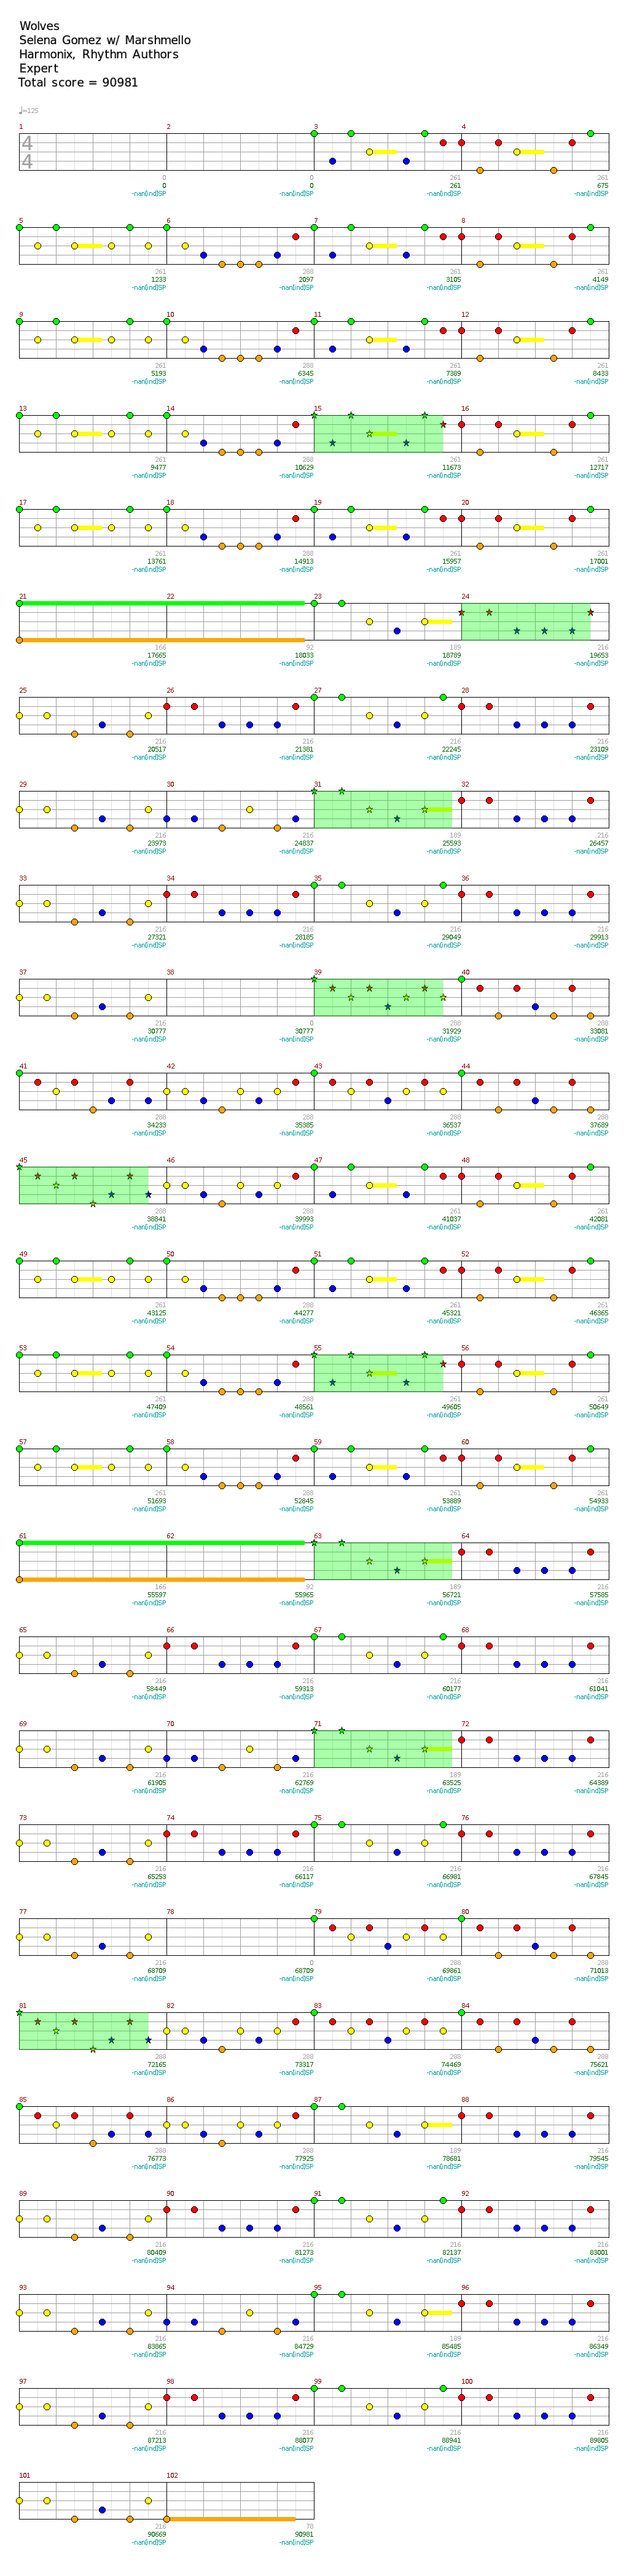 Wolves
Selena Gomez w/ Marshmello
Harmonix, Rhythm Authors
Expert
Total score = 90981
♩=125
1 2 3 4
4
4
0 0 261 261
0 0 261 675
-nan(ind)SP -nan(ind)SP -nan(ind)SP -nan(ind)SP
5 6 7 8
261 288 261 261
1233 2097 3105 4149
-nan(ind)SP -nan(ind)SP -nan(ind)SP -nan(ind)SP
9 10 11 12
261 288 261 261
5193 6345 7389 8433
-nan(ind)SP -nan(ind)SP -nan(ind)SP -nan(ind)SP
13 14 15 16
261 288 261 261
9477 10629 11673 12717
-nan(ind)SP -nan(ind)SP -nan(ind)SP -nan(ind)SP
17 18 19 20
261 288 261 261
13761 14913 15957 17001
-nan(ind)SP -nan(ind)SP -nan(ind)SP -nan(ind)SP
21 22 23 24
166 92 189 216
17665 18033 18789 19653
-nan(ind)SP -nan(ind)SP -nan(ind)SP -nan(ind)SP
25 26 27 28
216 216 216 216
20517 21381 22245 23109
-nan(ind)SP -nan(ind)SP -nan(ind)SP -nan(ind)SP
29 30 31 32
216 216 189 216
23973 24837 25593 26457
-nan(ind)SP -nan(ind)SP -nan(ind)SP -nan(ind)SP
33 34 35 36
216 216 216 216
27321 28185 29049 29913
-nan(ind)SP -nan(ind)SP -nan(ind)SP -nan(ind)SP
37 38 39 40
216 0 288 288
30777 30777 31929 33081
-nan(ind)SP -nan(ind)SP -nan(ind)SP -nan(ind)SP
41 42 43 44
288 288 288 288
34233 35385 36537 37689
-nan(ind)SP -nan(ind)SP -nan(ind)SP -nan(ind)SP
45 46 47 48
288 288 261 261
38841 39993 41037 42081
-nan(ind)SP -nan(ind)SP -nan(ind)SP -nan(ind)SP
49 50 51 52
261 288 261 261
43125 44277 45321 46365
-nan(ind)SP -nan(ind)SP -nan(ind)SP -nan(ind)SP
53 54 55 56
261 288 261 261
47409 48561 49605 50649
-nan(ind)SP -nan(ind)SP -nan(ind)SP -nan(ind)SP
57 58 59 60
261 288 261 261
51693 52845 53889 54933
-nan(ind)SP -nan(ind)SP -nan(ind)SP -nan(ind)SP
61 62 63 64
166 92 189 216
55597 55965 56721 57585
-nan(ind)SP -nan(ind)SP -nan(ind)SP -nan(ind)SP
65 66 67 68
216 216 216 216
58449 59313 60177 61041
-nan(ind)SP -nan(ind)SP -nan(ind)SP -nan(ind)SP
69 70 71 72
216 216 189 216
61905 62769 63525 64389
-nan(ind)SP -nan(ind)SP -nan(ind)SP -nan(ind)SP
73 74 75 76
216 216 216 216
65253 66117 66981 67845
-nan(ind)SP -nan(ind)SP -nan(ind)SP -nan(ind)SP
77 78 79 80
216 0 288 288
68709 68709 69861 71013
-nan(ind)SP -nan(ind)SP -nan(ind)SP -nan(ind)SP
81 82 83 84
288 288 288 288
72165 73317 74469 75621
-nan(ind)SP -nan(ind)SP -nan(ind)SP -nan(ind)SP
85 86 87 88
288 288 189 216
76773 77925 78681 79545
-nan(ind)SP -nan(ind)SP -nan(ind)SP -nan(ind)SP
89 90 91 92
216 216 216 216
80409 81273 82137 83001
-nan(ind)SP -nan(ind)SP -nan(ind)SP -nan(ind)SP
93 94 95 96
216 216 189 216
83865 84729 85485 86349
-nan(ind)SP -nan(ind)SP -nan(ind)SP -nan(ind)SP
97 98 99 100
216 216 216 216
87213 88077 88941 89805
-nan(ind)SP -nan(ind)SP -nan(ind)SP -nan(ind)SP
101 102
216 78
90669 90981
-nan(ind)SP -nan(ind)SP